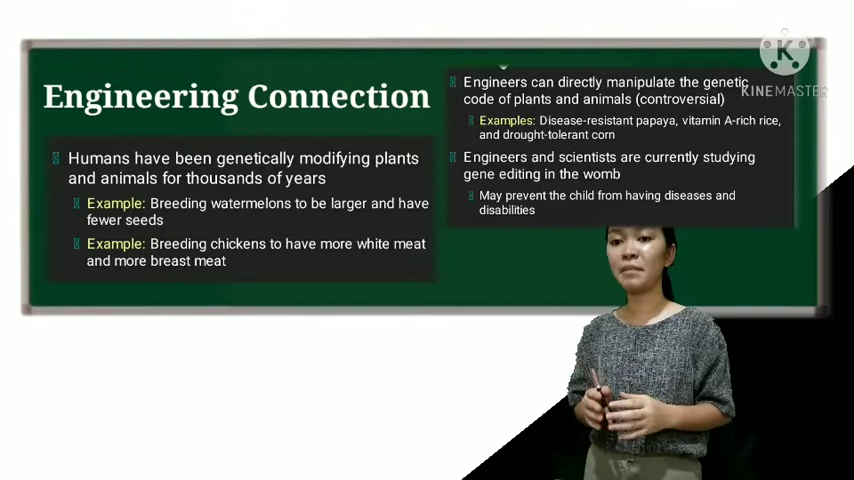 Engineering Connection
Humans have been genetically modifying plants
and animals for thousands of years
Example: Breeding watermelons to be larger and have
fewer seeds
Example: Breeding chickens to have more white meat
and more breast meat
Engineers can directly manipulate the genetic
code of plants and animals (controversial)
Examples: Disease-resistant papaya, vitamin A-rich rice,
and drought-tolerant corn
Engineers and scientists are currently studying
gene editing in the womb
May prevent the child from having diseases and
disabilities
K
KINEMASTER